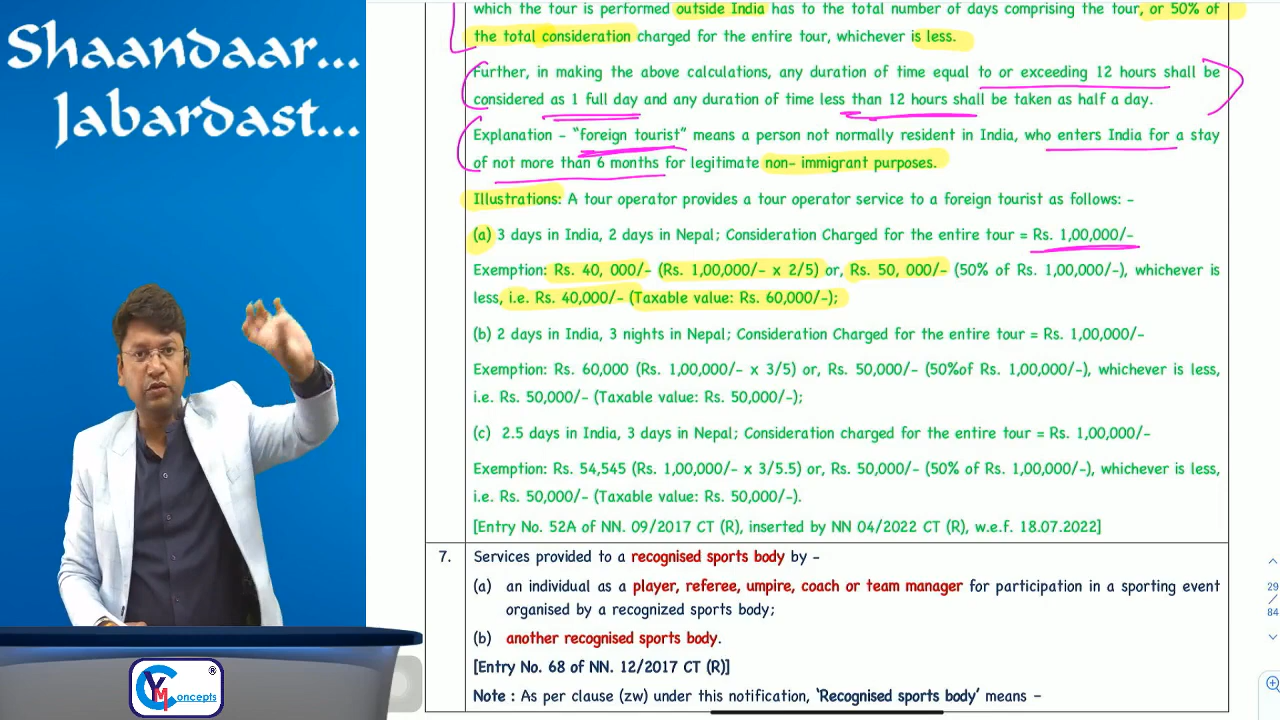 Shaandaar...
Jabardast...
which the tour is performed outside India has to the total number of days comprising the tour, or 50% of
the total consideration charged for the entire tour, whichever is less.
Further, in making the above calculations, any duration of time equal to or exceeding 12 hours shall be
considered as 1 full day and any duration of time less than 12 hours shall be taken as half a day.
Explanation – “foreign tourist” means a person not normally resident in India, who enters India for a stay
of not more than 6 months for legitimate non- immigrant purposes.
Illustrations: A tour operator provides a tour operator service to a foreign tourist as follows: -
(a) 3 days in India, 2 days in Nepal; Consideration Charged for the entire tour = Rs. 1,00,000/-
Exemption: Rs. 40, 000/- (Rs. 1,00,000/- x 2/5) or, Rs. 50, 000/- (50% of Rs. 1,00,000/-), whichever is
less, i.e. Rs. 40,000/- (Taxable value: Rs. 60,000/-);
(b) 2 days in India, 3 nights in Nepal; Consideration Charged for the entire tour = Rs. 1,00,000/-
Exemption: Rs. 60,000 (Rs. 1,00,000/- x 3/5) or, Rs. 50,000/- (50%of Rs. 1,00,000/-), whichever is less,
i.e. Rs. 50,000/- (Taxable value: Rs. 50,000/-);
(c) 2.5 days in India, 3 days in Nepal; Consideration charged for the entire tour = Rs. 1,00,000/-
Exemption: Rs. 54,545 (Rs. 1,00,000/- x 3/5.5) or, Rs. 50,000/- (50% of Rs. 1,00,000/-), whichever is less,
i.e. Rs. 50,000/- (Taxable value: Rs. 50,000/-).
[Entry No. 52A of NN. 09/2017 CT (R), inserted by NN 04/2022 CT (R), w.e.f. 18.07.2022]
7. Services provided to a recognised sports body by –
(a) an individual as a player, referee, umpire, coach or team manager for participation in a sporting event
organised by a recognized sports body;
(b) another recognised sports body.
[Entry No. 68 of NN. 12/2017 CT (R)]
Note : As per clause (zw) under this notification, ‘Recognised sports body’ means –
29
/
84
YM Concepts ®